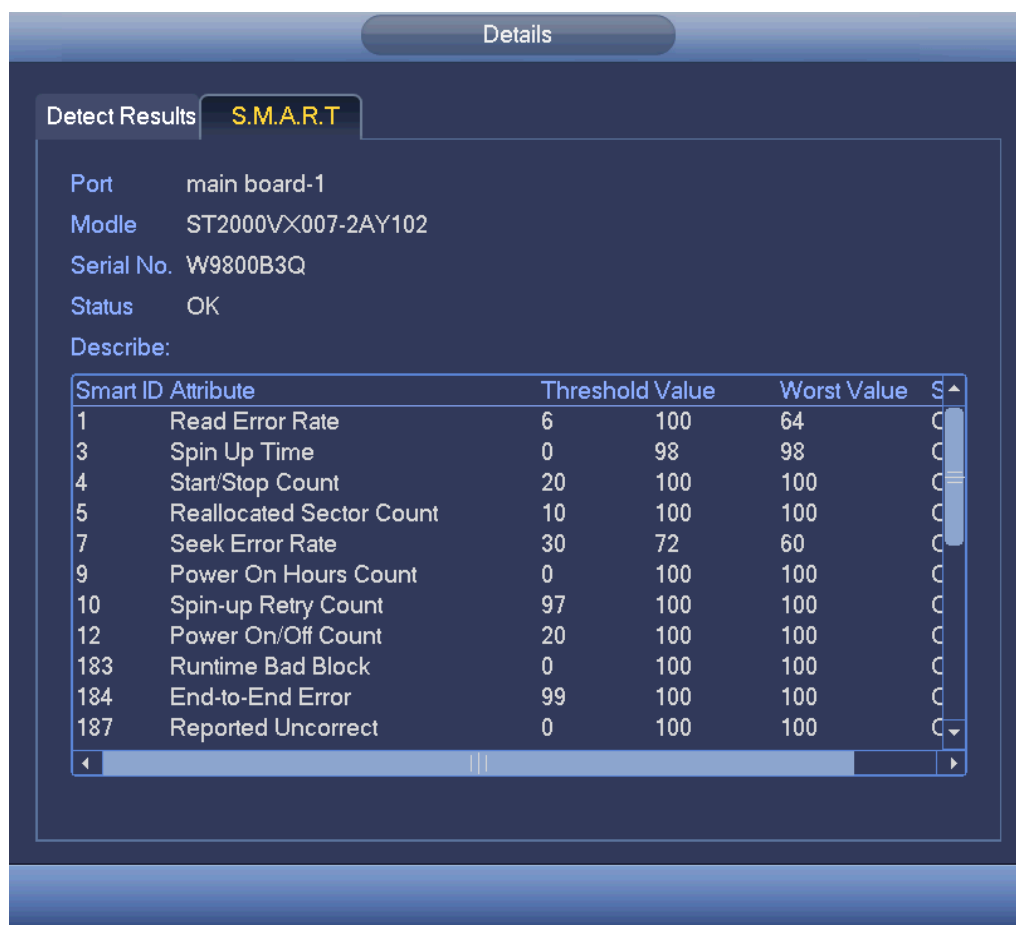 Details
Detect Results S.M.A.R.T
Port main board-1
Modle ST2000VX007-2AY102
Serial No. W9800B3Q
Status OK
Describe:
Smart ID Attribute Threshold Value Worst Value S
1 Read Error Rate 6 100 64
3 Spin Up Time 0 98 98
4 Start/Stop Count 20 100 100
5 Reallocated Sector Count 10 100 100
7 Seek Error Rate 30 72 60
9 Power On Hours Count 0 100 100
10 Spin-up Retry Count 97 100 100
12 Power On/Off Count 20 100 100
183 Runtime Bad Block 0 100 100
184 End-to-End Error 99 100 100
187 Reported Uncorrect 0 100 100